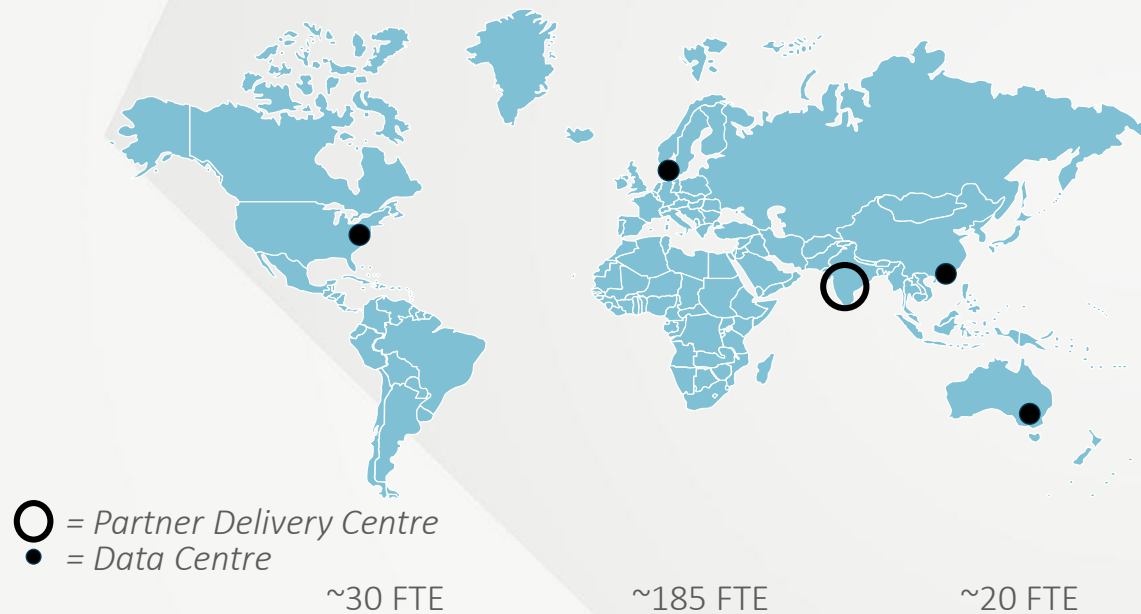 = Partner Delivery Centre
= Data Centre
~30 FTE ~185 FTE ~20 FTE